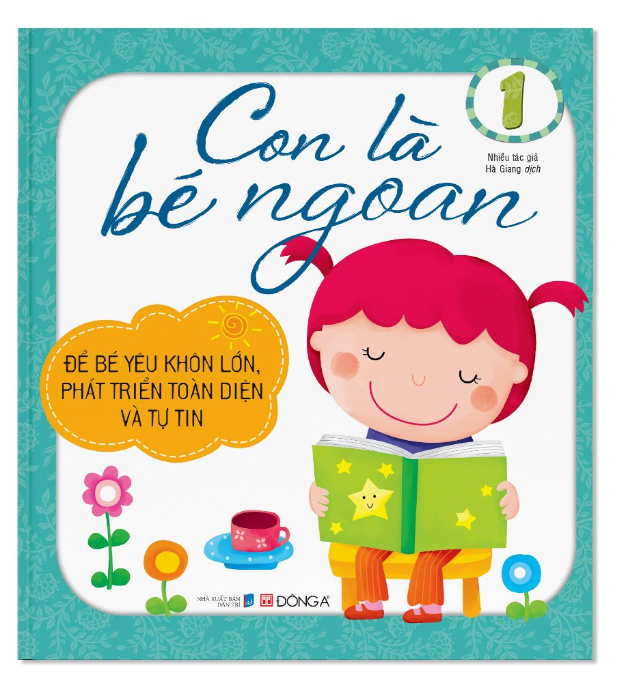 1
Nhiều tác giả
Hà Giang dịch
Con là
bé ngoan
ĐỂ BÉ YÊU KHÔN LỚN,
PHÁT TRIỂN TOÀN DIỆN
VÀ TỰ TIN
NHÀ XUẤT BẢN
DÂN TRÍ
ĐÔNG A